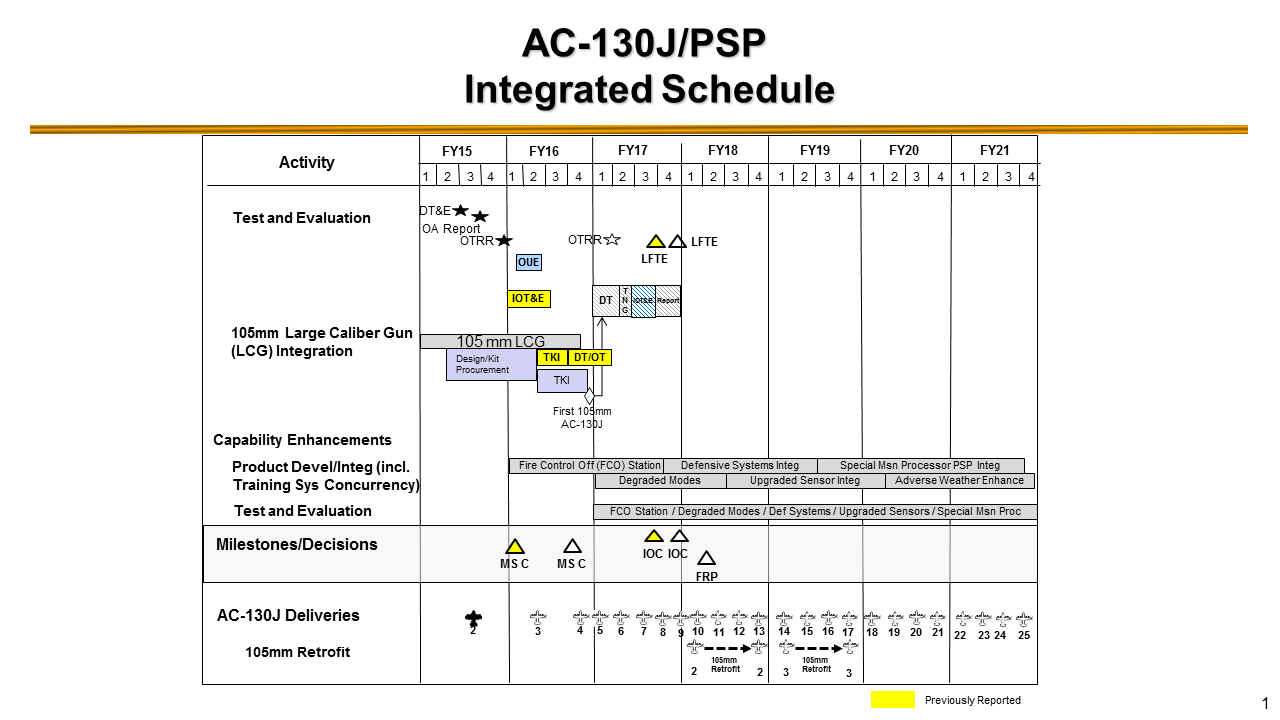 AC-130J/PSP
Integrated Schedule
Activity
FY15 FY16 FY17 FY18 FY19 FY20 FY21
1 2 3 4 1 2 3 4 1 2 3 4 1 2 3 4 1 2 3 4 1 2 3 4 1 2 3 4
Test and Evaluation
DT&E
OA Report
OTRR
OTRR
LFTE
LFTE
OUE
IOT&E
DT
T
N
G
IOT&E
Report
105mm Large Caliber Gun
(LCG) Integration
105 mm LCG
Design/Kit
Procurement
TKI
DT/OT
TKI
First 105mm
AC-130J
Capability Enhancements
Product Devel/Integ (incl.
Training Sys Concurrency)
Fire Control Off (FCO) Station
Defensive Systems Integ
Special Msn Processor PSP Integ
Degraded Modes
Upgraded Sensor Integ
Adverse Weather Enhance
Test and Evaluation
FCO Station / Degraded Modes / Def Systems / Upgraded Sensors / Special Msn Proc
Milestones/Decisions
MS C
MS C
IOC
IOC
FRP
AC-130J Deliveries
2 3 4 5 6 7 8 9 10 11 12 13 14 15 16 17 18 19 20 21 22 23 24 25
105mm Retrofit
2
105mm
Retrofit
2
3
105mm
Retrofit
3
Previously Reported
1